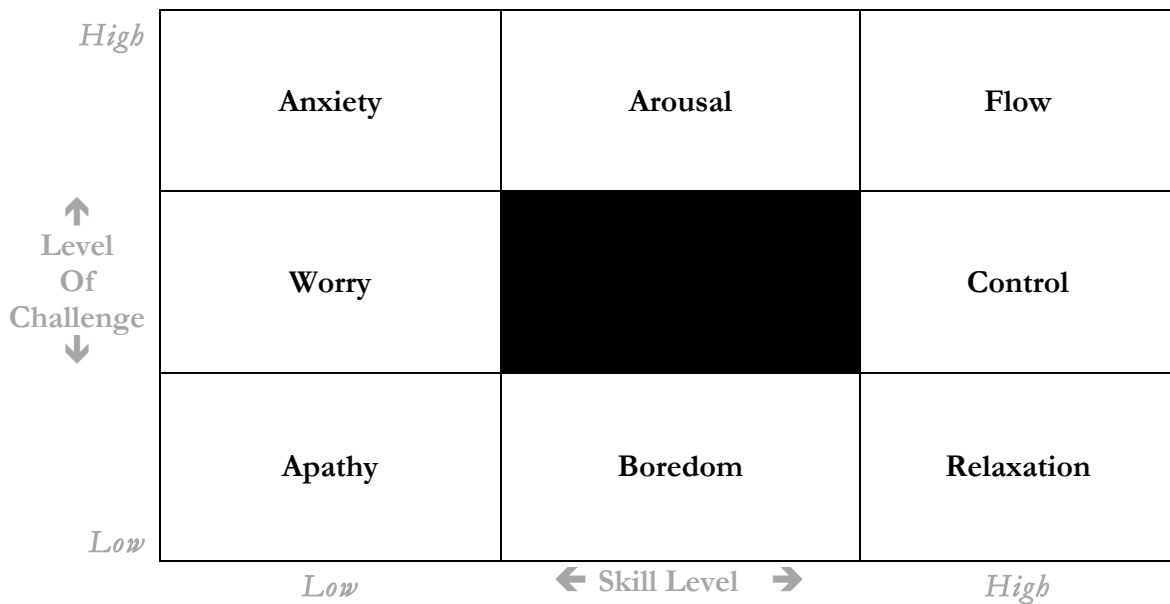 High
Anxiety Arousal Flow
Level
Of
Challenge
Worry Control
Apathy Boredom Relaxation
Low
Low Skill Level High